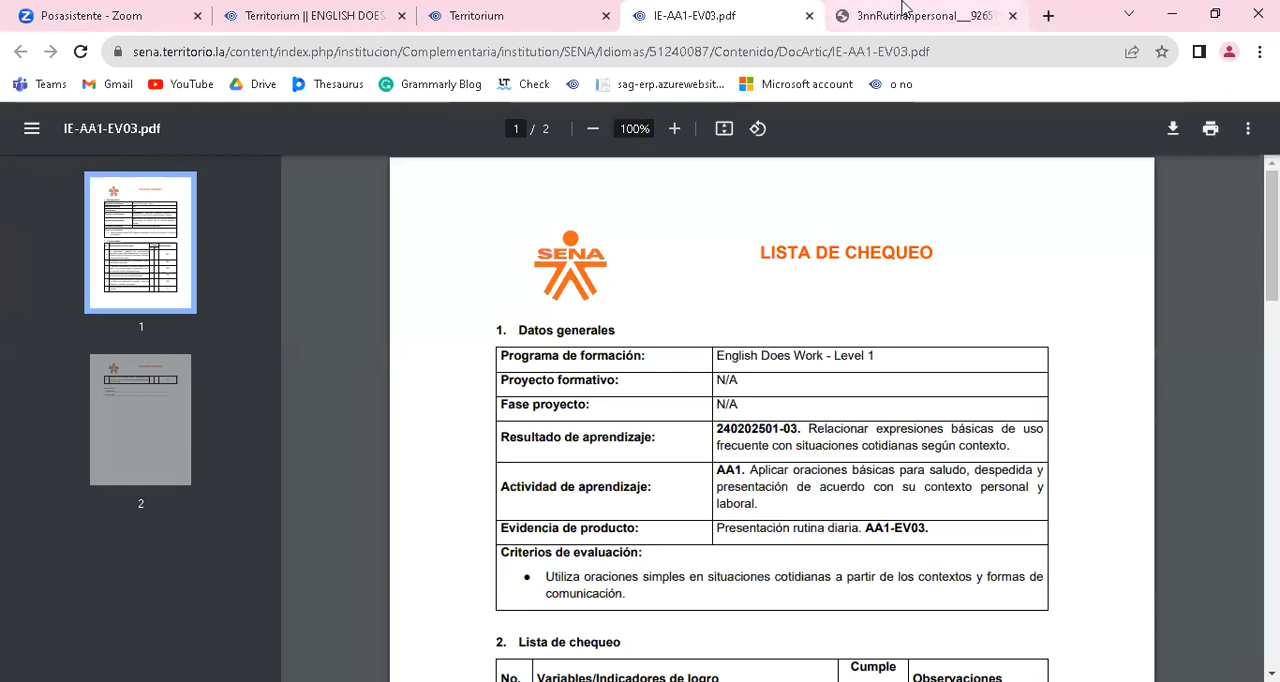 Posasistente - Zoom
Territorium || ENGLISH DOES
Territorium
IE-AA1-EV03.pdf
3nnRutinanpersonal___9265
sena.territorio.la/content/index.php/institucion/Complementaria/institution/SENA/Idiomas/51240087/Contenido/DocArtic/IE-AA1-EV03.pdf
Teams
Gmail
YouTube
Drive
Thesaurus
Grammarly Blog
Check
sag-erp.azurewebsit...
Microsoft account
o no
IE-AA1-EV03.pdf
1 / 2
100%
1
2
SENA
LISTA DE CHEQUEO
1. Datos generales
Programa de formación: English Does Work - Level 1
Proyecto formativo: N/A
Fase proyecto: N/A
Resultado de aprendizaje:
240202501-03. Relacionar expresiones básicas de uso
frecuente con situaciones cotidianas según contexto.
Actividad de aprendizaje:
AA1. Aplicar oraciones básicas para saludo, despedida y
presentación de acuerdo con su contexto personal y
laboral.
Evidencia de producto: Presentación rutina diaria. AA1-EV03.
Criterios de evaluación:
● Utiliza oraciones simples en situaciones cotidianas a partir de los contextos y formas de
comunicación.
2. Lista de chequeo
No. Variables/Indicadores de logro
Cumple
Observaciones